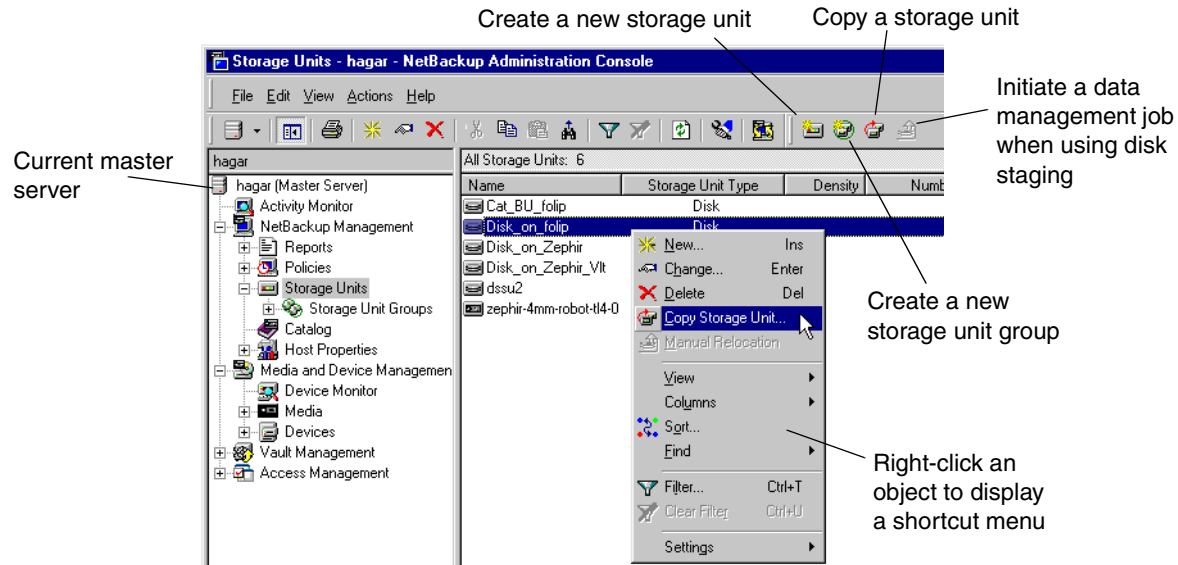 Create a new storage unit
Copy a storage unit
Storage Units - hagar - NetBackup Administration Console
File Edit View Actions Help
Initiate a data
management job
when using disk
staging
Current master
server
hagar
All Storage Units: 6
Name Storage Unit Type Density Numb
hagar (Master Server)
Activity Monitor
NetBackup Management
Reports
Policies
Storage Units
Storage Unit Groups
Catalog
Host Properties
Media and Device Managemen
Device Monitor
Media
Devices
Vault Management
Access Management
Cat_BU_folip Disk
Disk_on_folip Disk
Disk_on_Zephir
Disk_on_Zephir_Vlt
dssu2
zephir-4mm-robot-tl4-0
New... Ins
Change... Enter
Delete Del
Copy Storage Unit...
Manual Relocation
View
Columns
Sort...
Find
Filter... Ctrl+T
Clear Filter Ctrl+U
Settings
Create a new
storage unit group
Right-click an
object to display
a shortcut menu